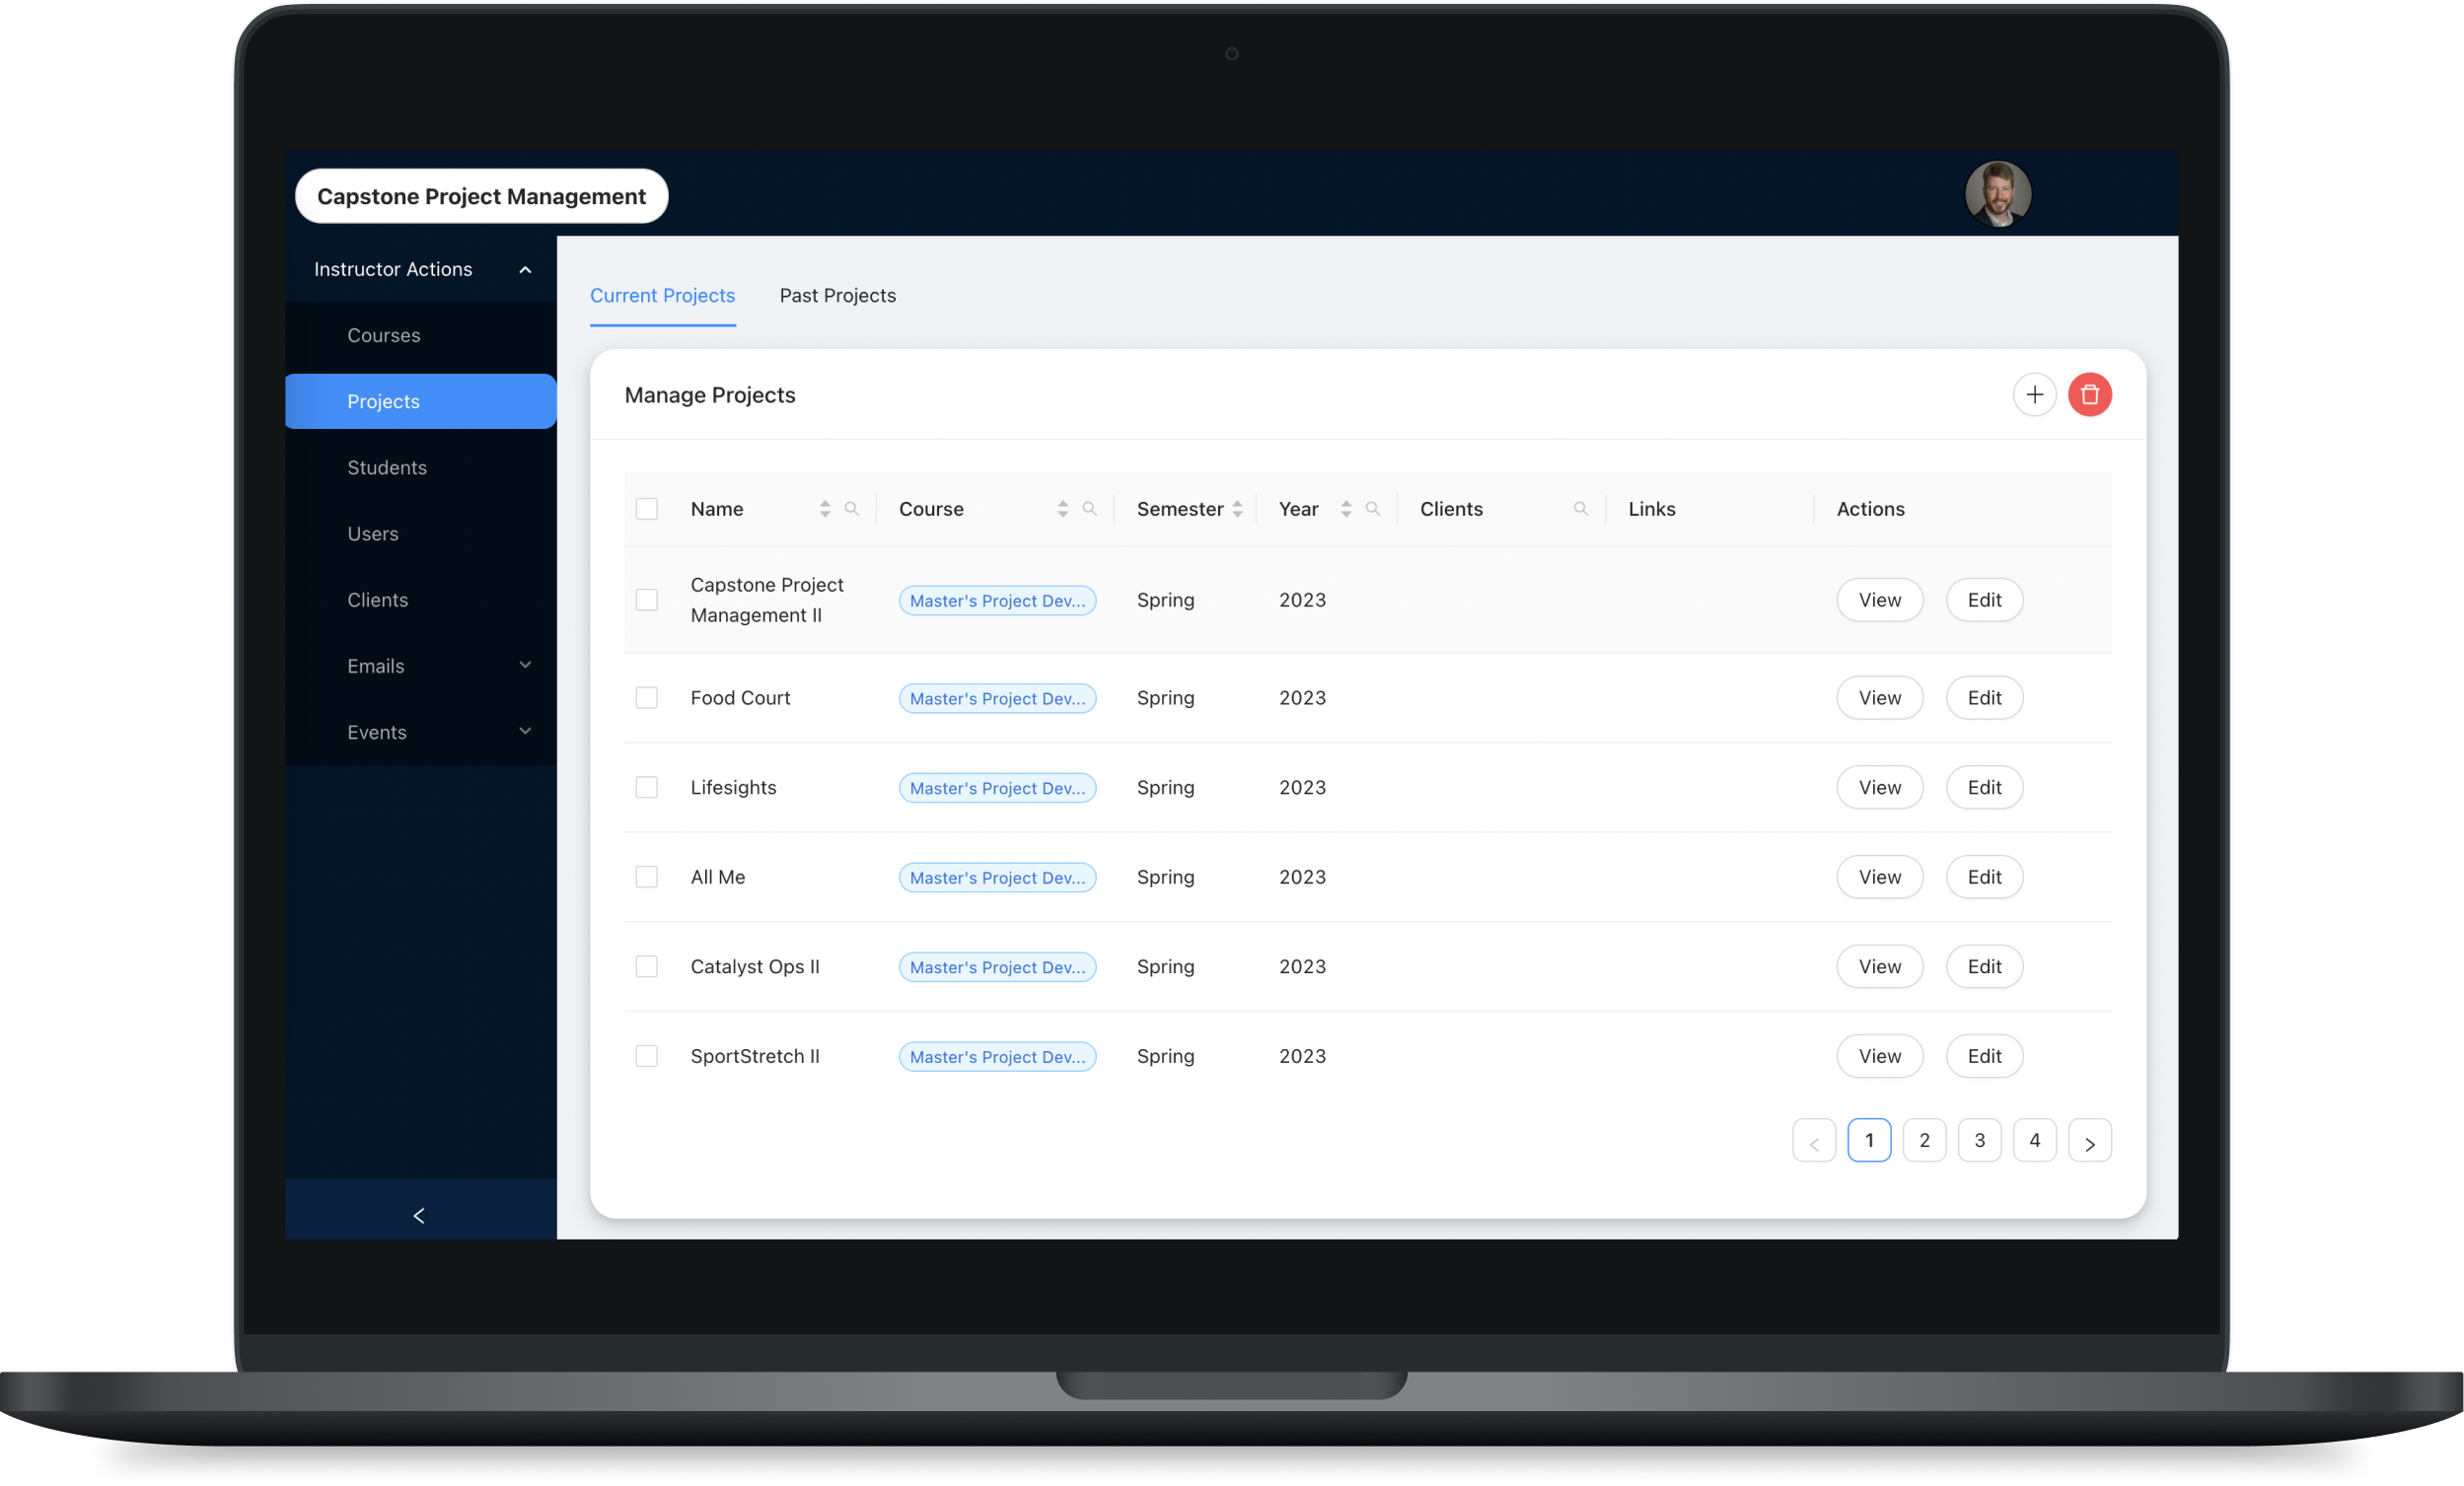 Capstone Project Management
Instructor Actions
Courses
Projects
Students
Users
Clients
Emails
Events
Current Projects Past Projects
Manage Projects
Name Course Semester Year Clients Links Actions
Capstone Project
Management II
Master's Project Dev... Spring 2023 View Edit
Food Court Master's Project Dev... Spring 2023 View Edit
Lifesights Master's Project Dev... Spring 2023 View Edit
All Me Master's Project Dev... Spring 2023 View Edit
Catalyst Ops II Master's Project Dev... Spring 2023 View Edit
SportStretch II Master's Project Dev... Spring 2023 View Edit
1 2 3 4